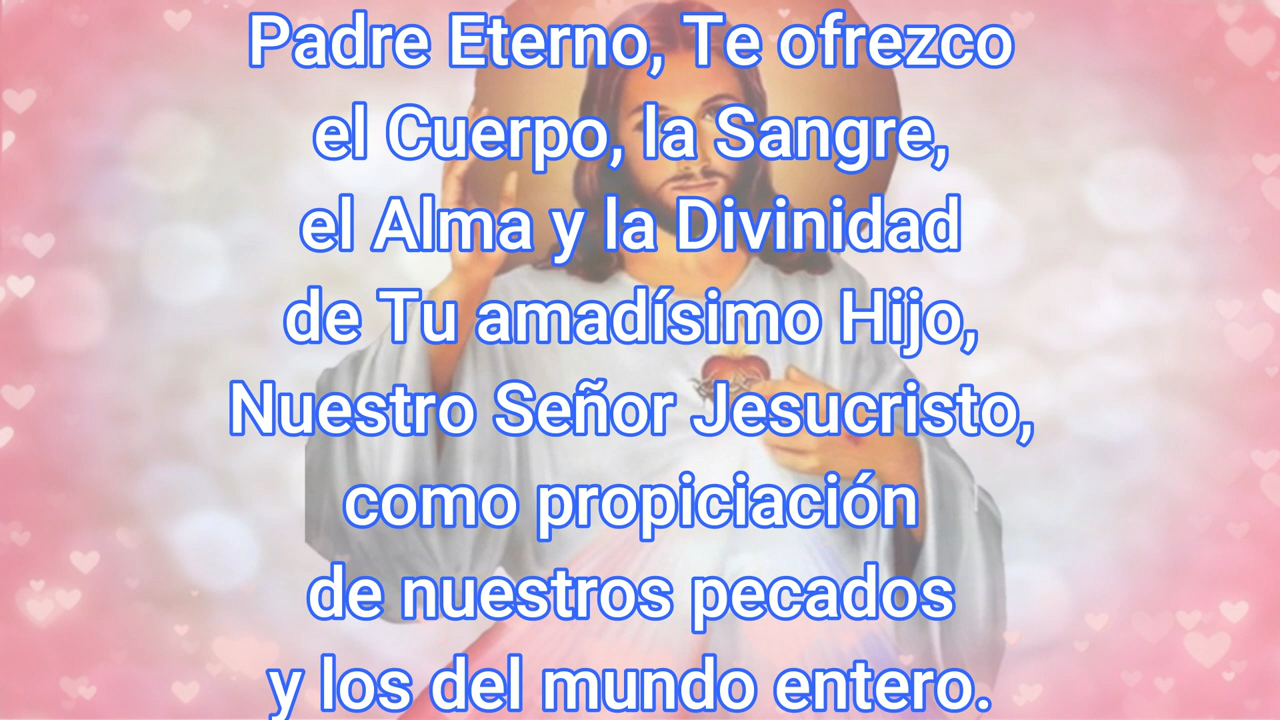 Padre Eterno, Te ofrezco
el Cuerpo, la Sangre,
el Alma y la Divinidad
de Tu amadísimo Hijo,
Nuestro Señor Jesucristo,
como propiciación
de nuestros pecados
y los del mundo entero.